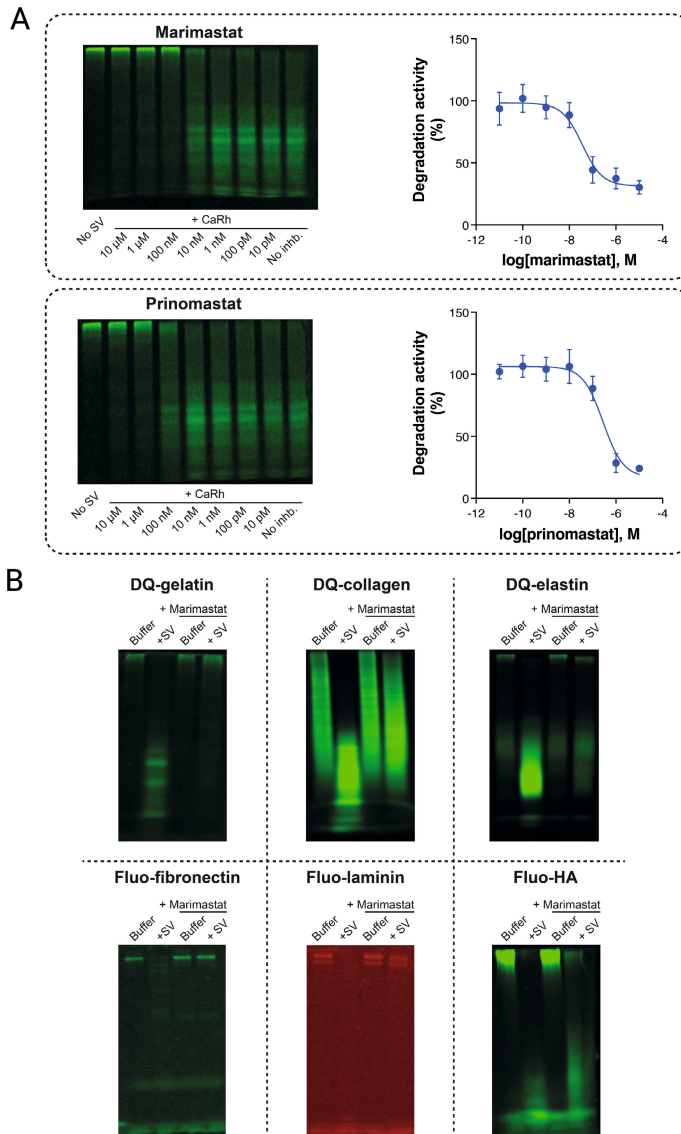 A
Marimastat
No SV
10 µM
1 µM
100 nM
10 nM
1 nM
100 pM
10 pM
No inhb.
+ CaRh
150
100
50
0
-12
-10
-8
-6
-4
Degradation activity
(%)
log[marimastat], M
Prinomastat
No SV
10 µM
1 µM
100 nM
10 nM
1 nM
100 pM
10 pM
No inhb.
+ CaRh
150
100
50
0
-12
-10
-8
-6
-4
Degradation activity
(%)
log[prinomastat], M
B
DQ-gelatin
+ Marimastat
Buffer
+SV
Buffer
+ SV
DQ-collagen
+ Marimastat
Buffer
+SV
Buffer
+ SV
DQ-elastin
+ Marimastat
Buffer
+SV
Buffer
+ SV
Fluo-fibronectin
+ Marimastat
Buffer
+SV
Buffer
+ SV
Fluo-laminin
+ Marimastat
Buffer
+SV
Buffer
+ SV
Fluo-HA
+ Marimastat
Buffer
+SV
Buffer
+ SV